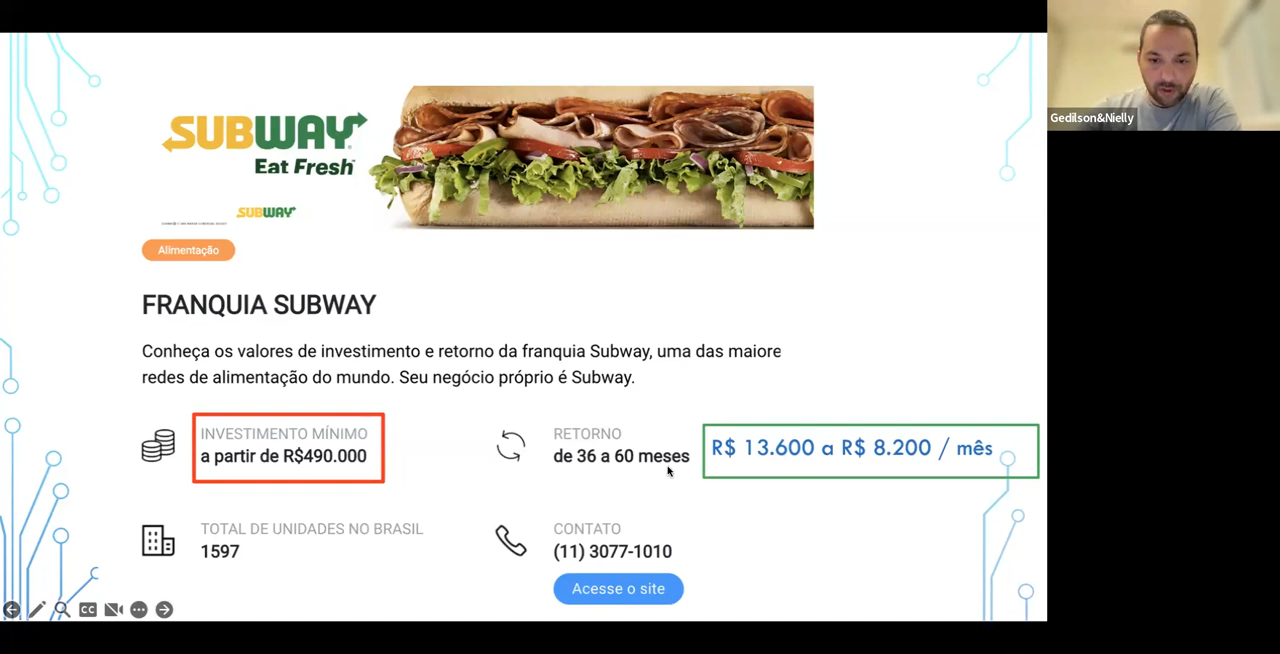 SUBWAY
Eat Fresh
SUBWAY
Alimentação
FRANQUIA SUBWAY
Conheça os valores de investimento e retorno da franquia Subway, uma das maiore
redes de alimentação do mundo. Seu negócio próprio é Subway.
INVESTIMENTO MÍNIMO
a partir de R$490.000
RETORNO
de 36 a 60 meses
R$ 13.600 a R$ 8.200 / mês
TOTAL DE UNIDADES NO BRASIL
1597
CONTATO
(11) 3077-1010
Acesse o site
CC
Gedilson&Nielly